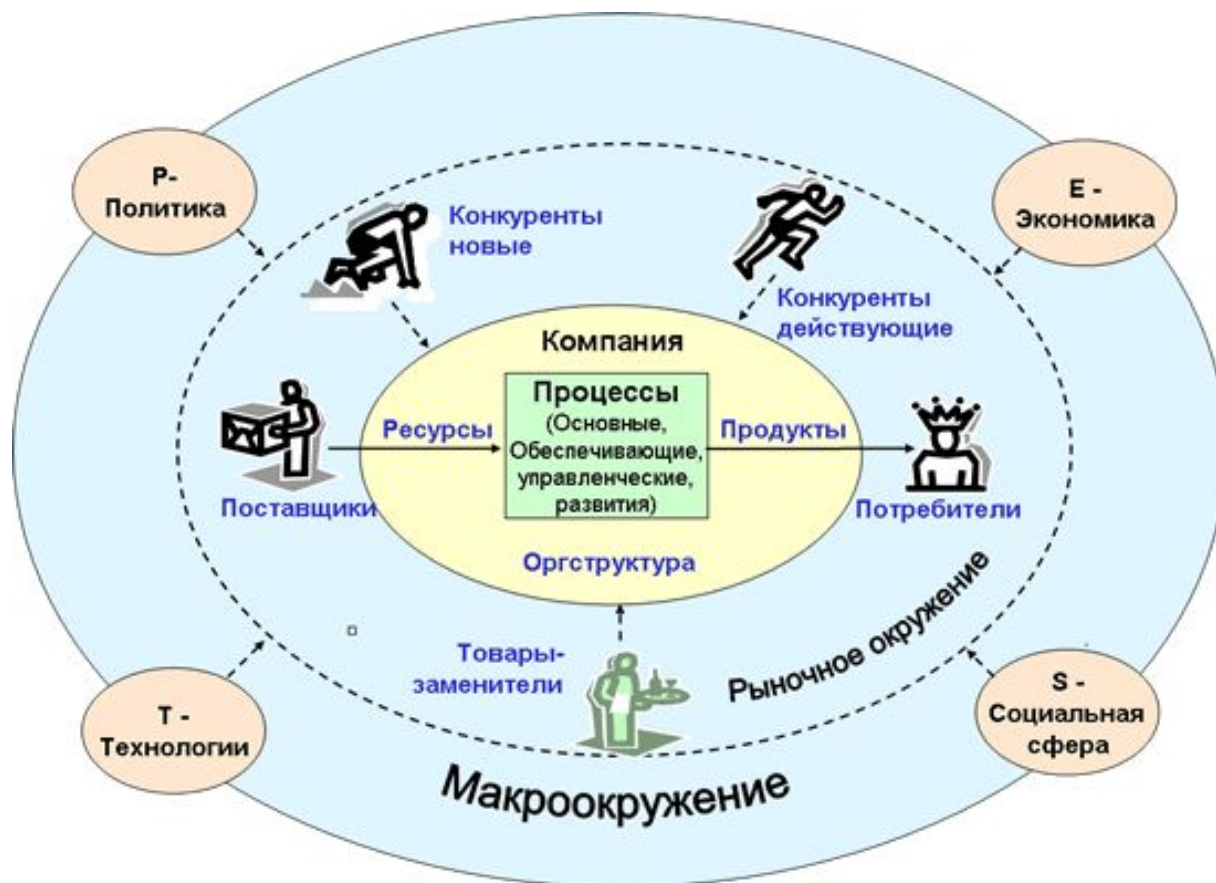 P-
Политика
E -
Экономика
Конкуренты
новые
Конкуренты
действующие
Компания
Процессы
(Основные,
Обеспечивающие,
управленческие,
развития)
Ресурсы
Продукты
Поставщики
Потребители
Оргструктура
Товары-
заменители
Рыночное окружение
T -
Технологии
S -
Социальная
сфера
Макроокружение